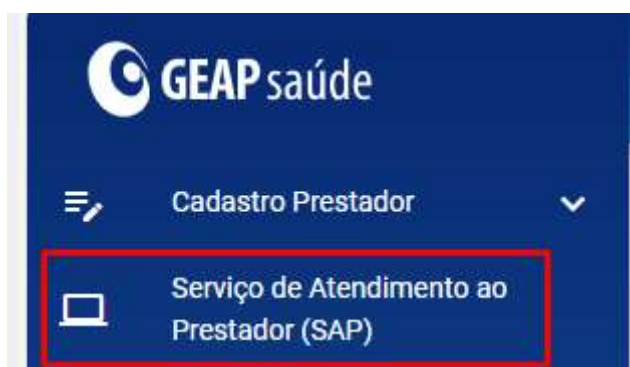 GEAP saúde
Cadastro Prestador
Serviço de Atendimento ao
Prestador (SAP)